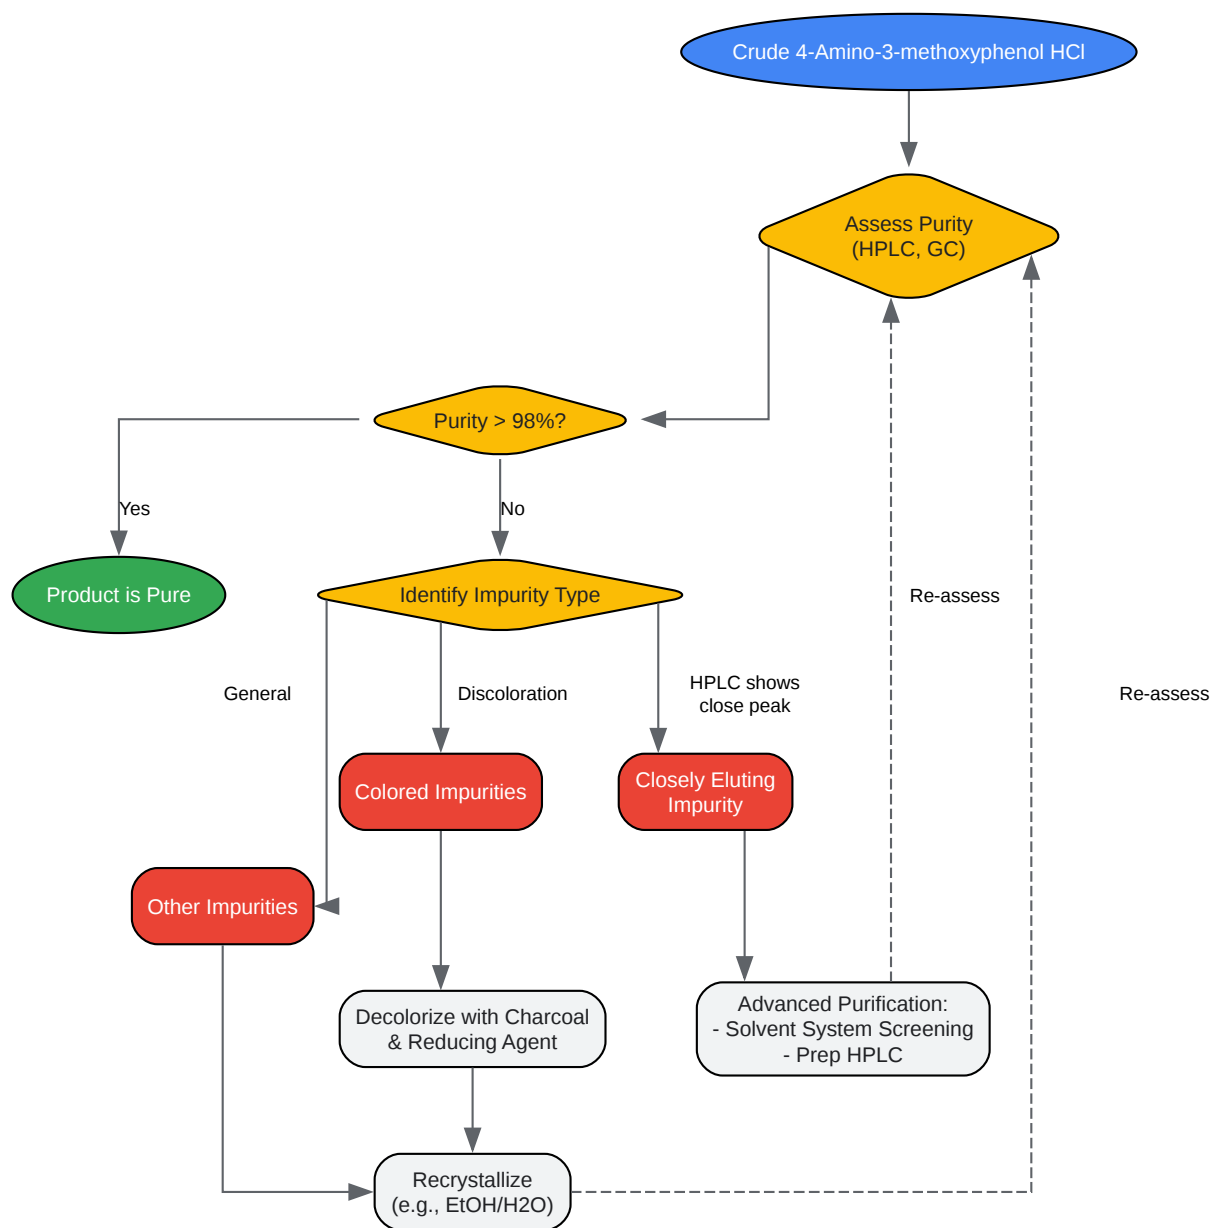 Crude 4-Amino-3-methoxyphenol HCl
Assess Purity
(HPLC, GC)
Purity > 98%?
Yes
No
Product is Pure
Identify Impurity Type
Re-assess
General
Discoloration
HPLC shows
close peak
Re-assess
Colored Impurities
Closely Eluting
Impurity
Other Impurities
Decolorize with Charcoal
& Reducing Agent
Advanced Purification:
- Solvent System Screening
- Prep HPLC
Recrystallize
(e.g., EtOH/H2O)